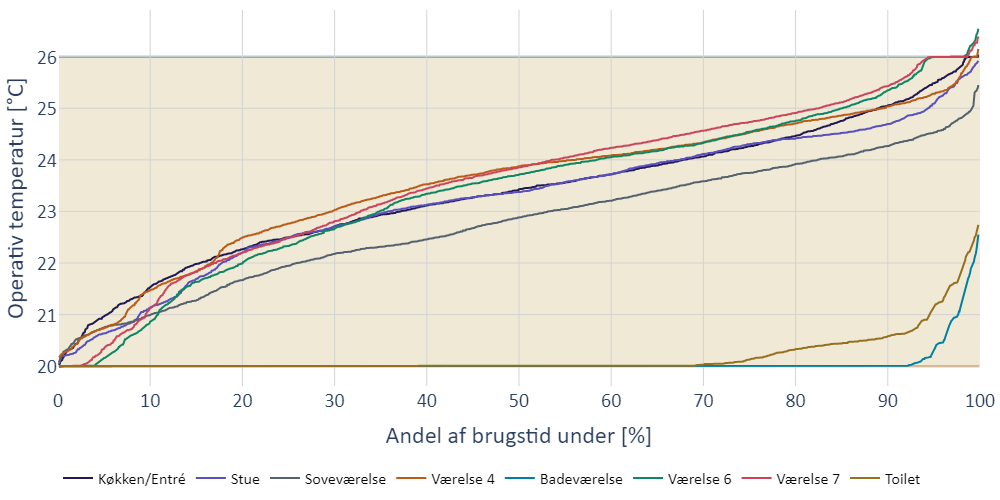 Operativ temperatur [°C]
26
25
24
23
22
21
20
0 10 20 30 40 50 60 70 80 90 100
Andel af brugstid under [%]
Køkken/Entré Stue Soveværelse Værelse 4 Badeværelse Værelse 6 Værelse 7 Toilet